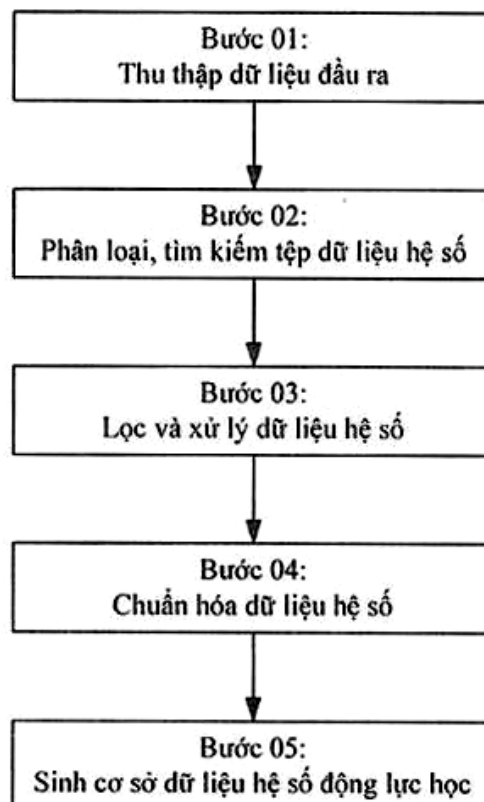 Bước 01:
Thu thập dữ liệu đầu ra
Bước 02:
Phân loại, tìm kiếm tệp dữ liệu hệ số
Bước 03:
Lọc và xử lý dữ liệu hệ số
Bước 04:
Chuẩn hóa dữ liệu hệ số
Bước 05:
Sinh cơ sở dữ liệu hệ số động lực học